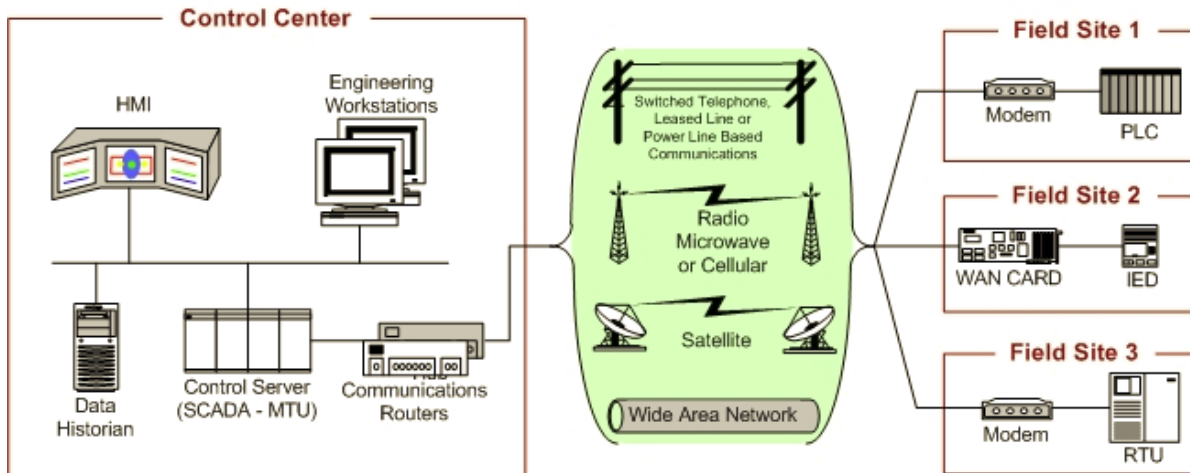 Control Center
HMI
Engineering
Workstations
Data
Historian
Control Server
(SCADA - MTU)
Communications
Routers
Switched Telephone,
Leased Line or
Power Line Based
Communications
Radio
Microwave
or Cellular
Satellite
Wide Area Network
Field Site 1
Modem
PLC
Field Site 2
WAN CARD
IED
Field Site 3
Modem
RTU